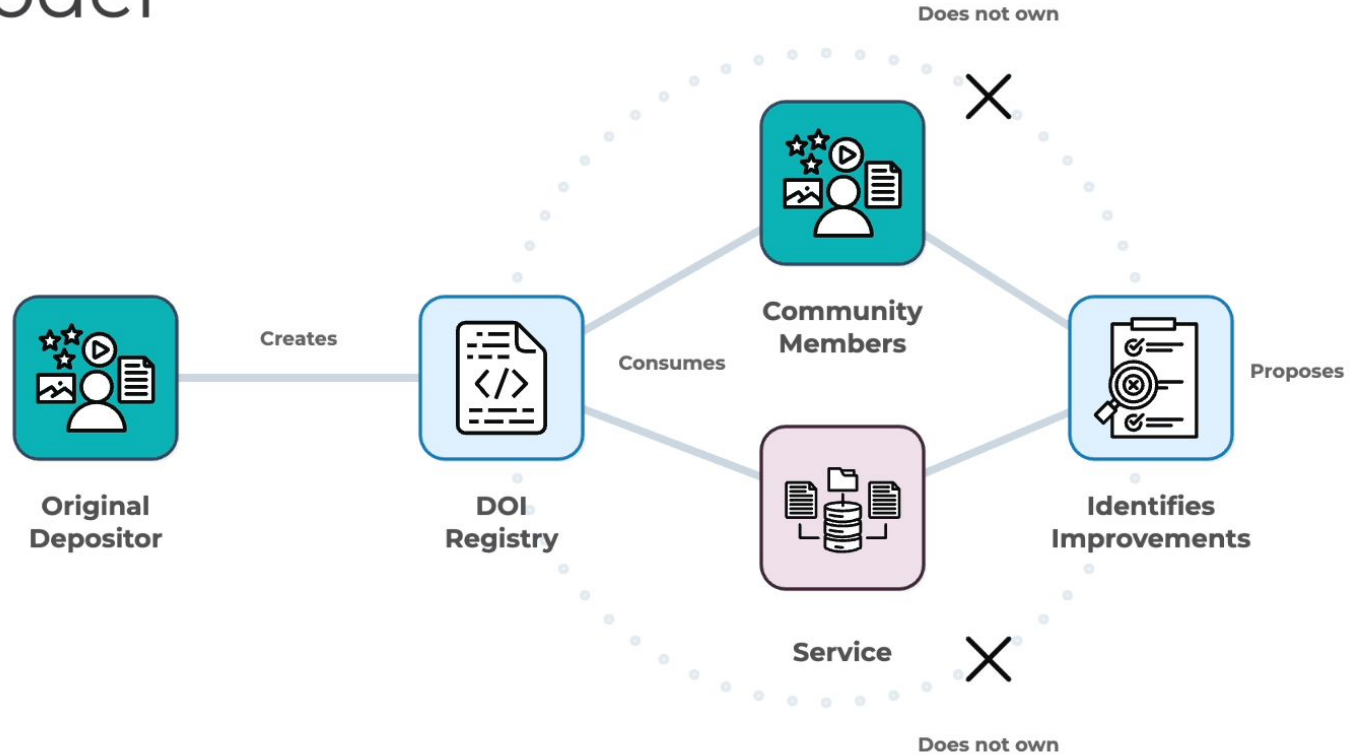 Does not own
Creates
Consumes
Community
Members
Proposes
Original
Depositor
DOI
Registry
Identifies
Improvements
Service
Does not own